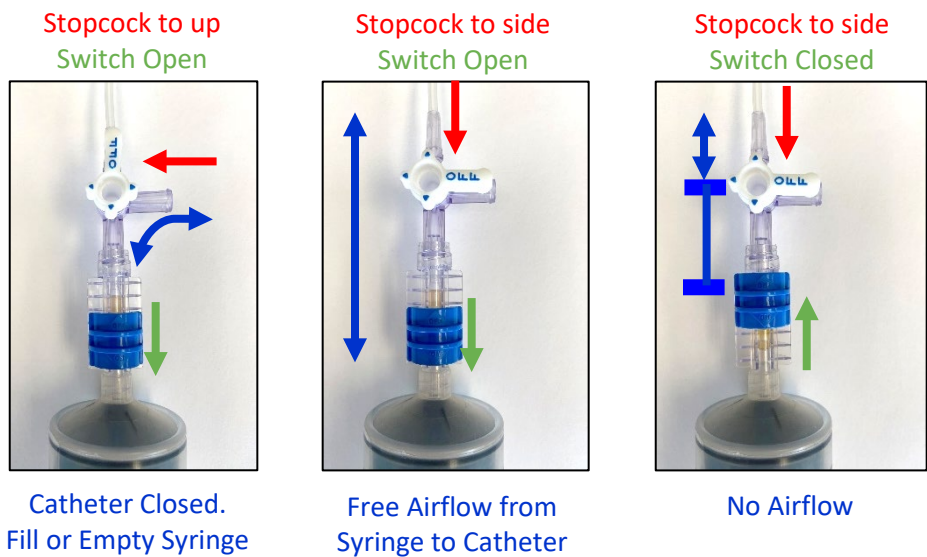 Stopcock to up
Switch Open
Stopcock to side
Switch Open
Stopcock to side
Switch Closed
OFF
OFF
OFF
Catheter Closed.
Fill or Empty Syringe
Free Airflow from
Syringe to Catheter
No Airflow